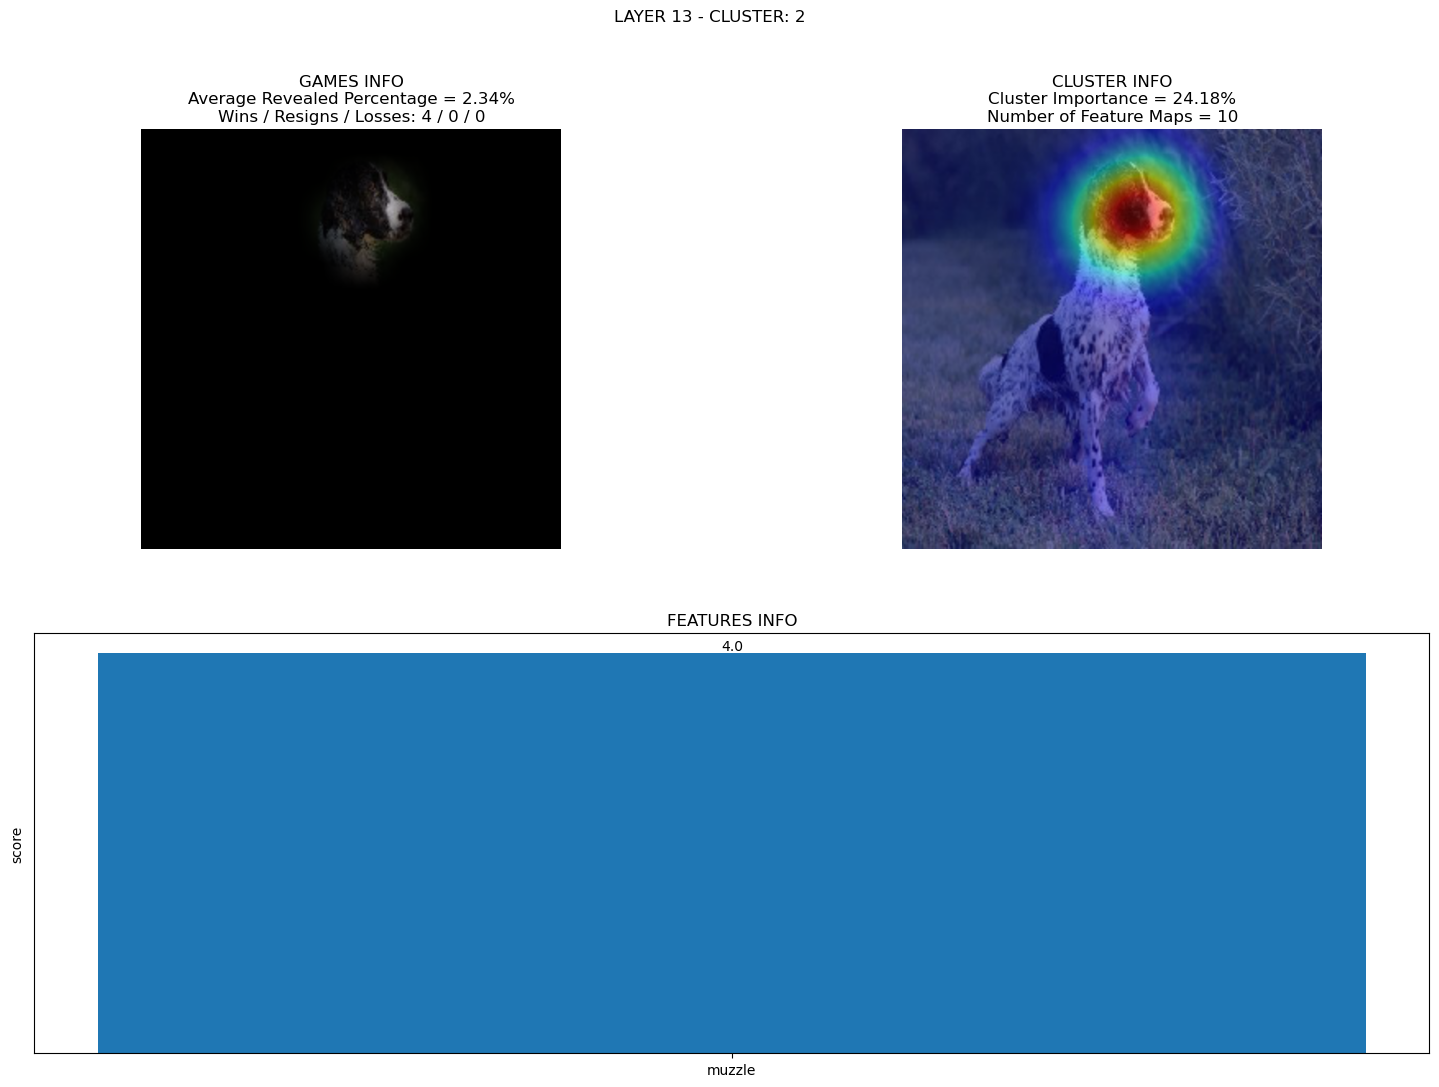 LAYER 13 - CLUSTER: 2
GAMES INFO
Average Revealed Percentage = 2.34%
Wins / Resigns / Losses: 4 / 0 / 0
CLUSTER INFO
Cluster Importance = 24.18%
Number of Feature Maps = 10
FEATURES INFO
4.0
score
muzzle